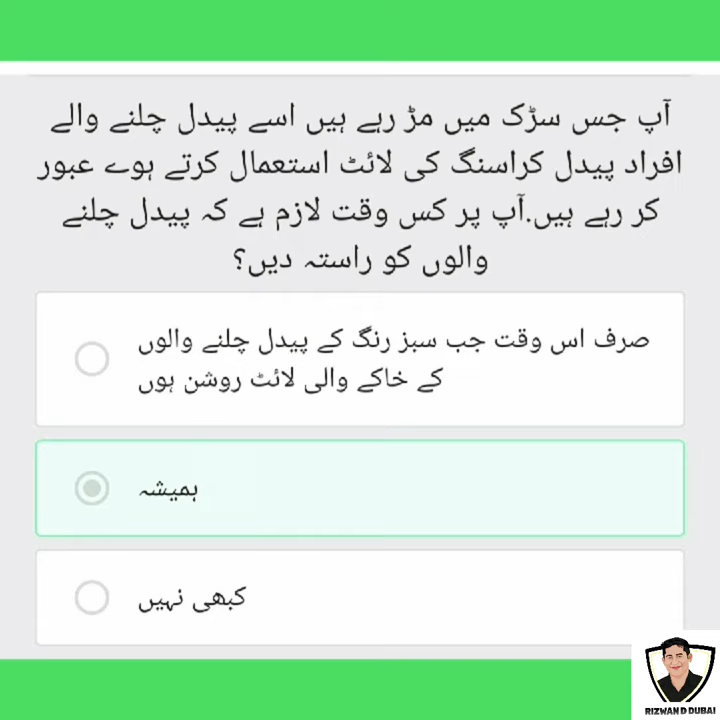 آپ جس سڑک میں مڑ رہے ہیں اسے پیدل چلنے والے
افراد پیدل کراسنگ کی لائٹ استعمال کرتے ہوے عبور
کر رہے ہیں.آپ پر کس وقت لازم ہے کہ پیدل چلنے
والوں کو راستہ دیں؟
صرف اس وقت جب سبز رنگ کے پیدل چلنے والوں
کے خاکے والی لائٹ روشن ہوں
ہمیشہ
کبھی نہیں
RIZWAN D DUBAI